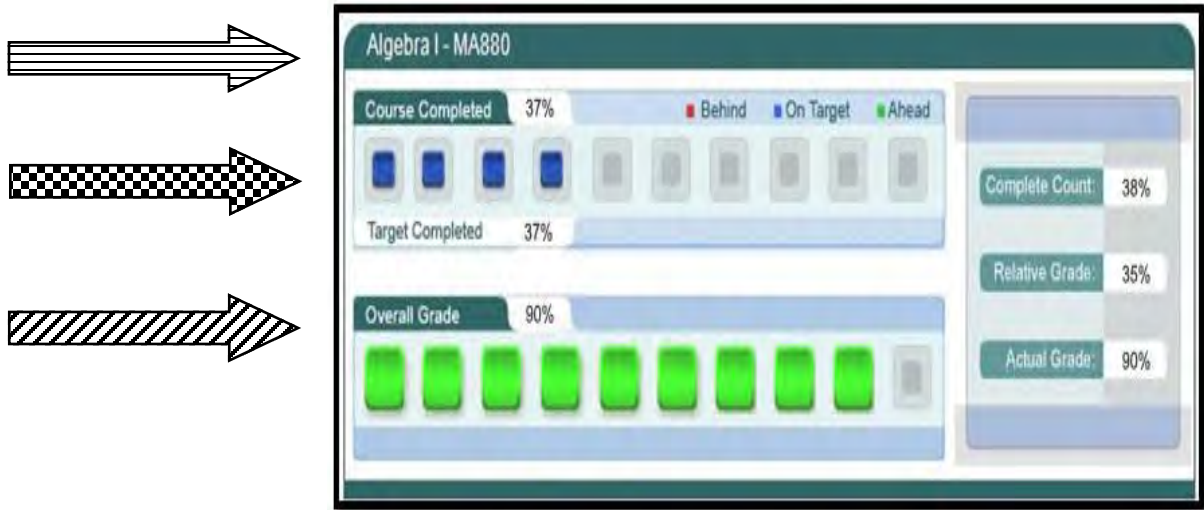 Algebra I - MA880
Course Completed 37% Behind On Target Ahead
Target Completed 37%
Overall Grade 90%
Complete Count: 38%
Relative Grade: 35%
Actual Grade: 90%